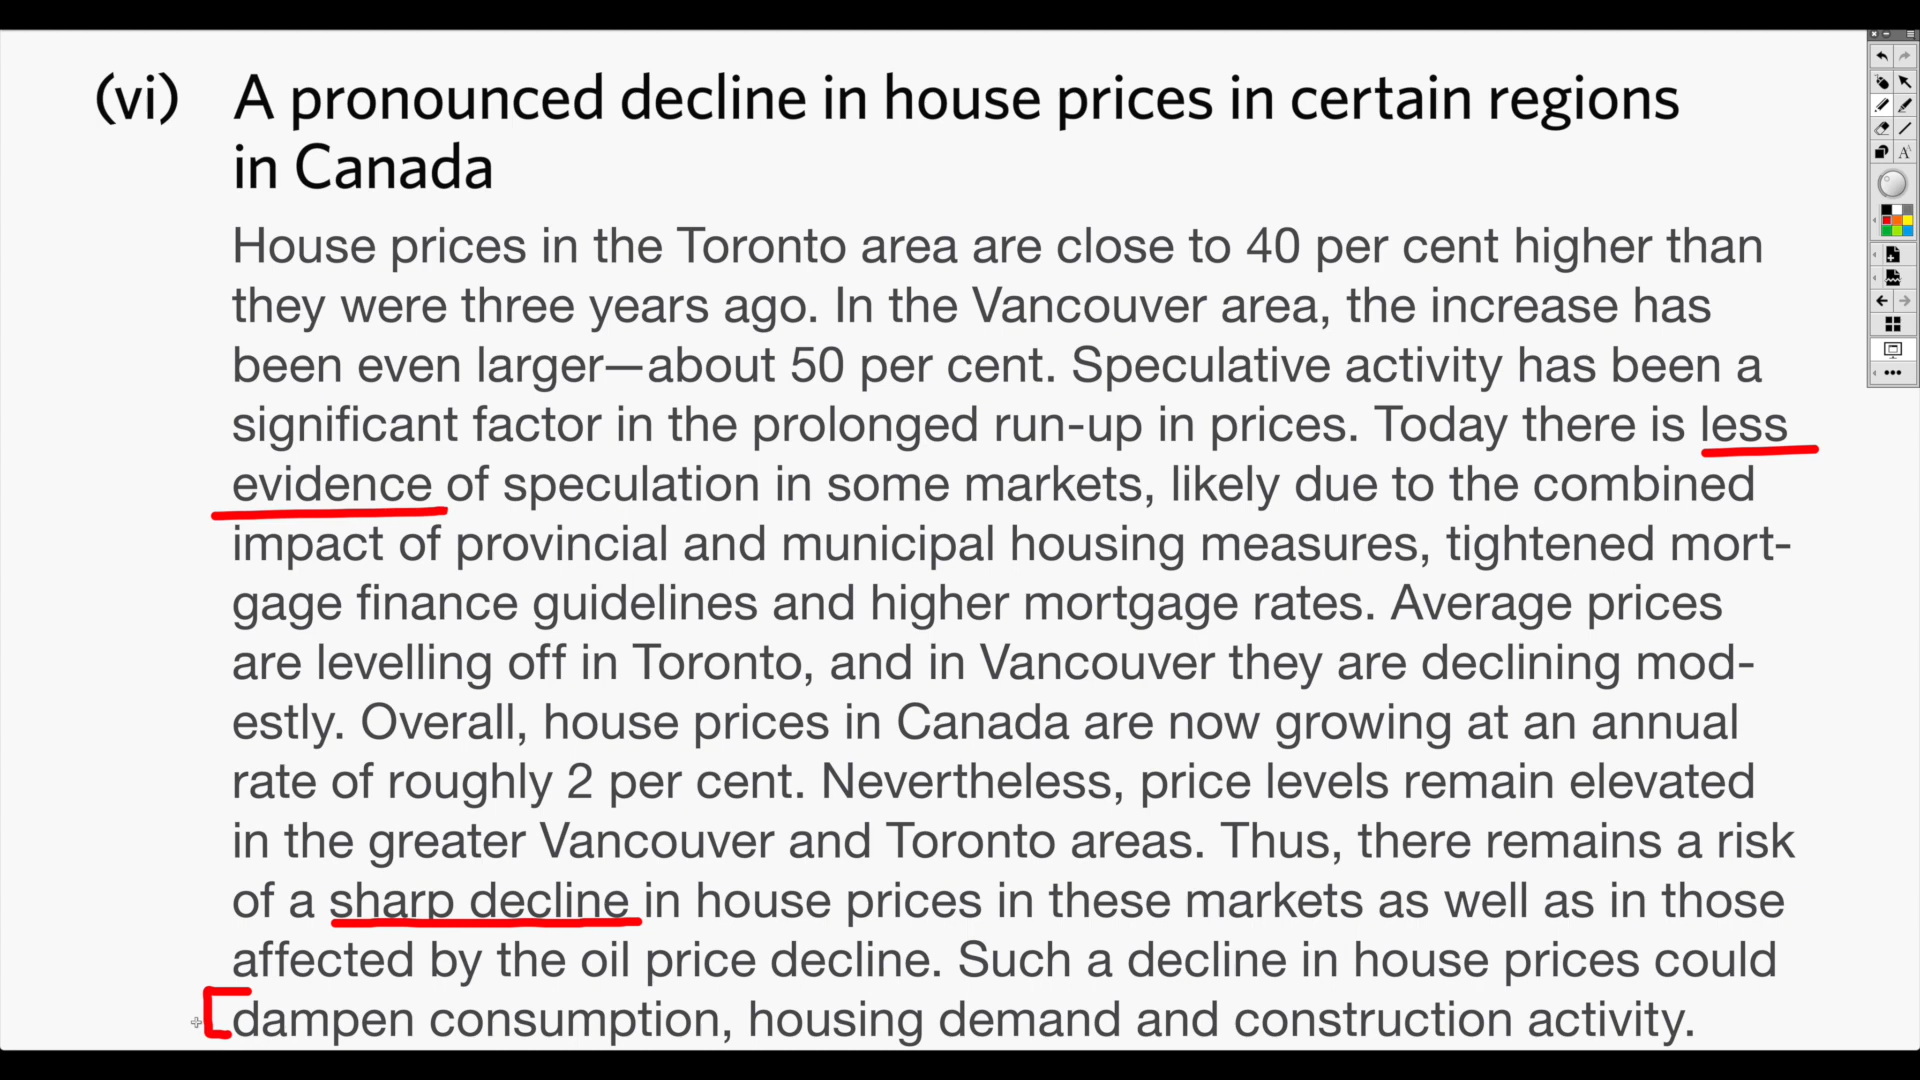 (vi) A pronounced decline in house prices in certain regions
in Canada
House prices in the Toronto area are close to 40 per cent higher than
they were three years ago. In the Vancouver area, the increase has
been even larger—about 50 per cent. Speculative activity has been a
significant factor in the prolonged run-up in prices. Today there is less
evidence of speculation in some markets, likely due to the combined
impact of provincial and municipal housing measures, tightened mort-
gage finance guidelines and higher mortgage rates. Average prices
are levelling off in Toronto, and in Vancouver they are declining mod-
estly. Overall, house prices in Canada are now growing at an annual
rate of roughly 2 per cent. Nevertheless, price levels remain elevated
in the greater Vancouver and Toronto areas. Thus, there remains a risk
of a sharp decline in house prices in these markets as well as in those
affected by the oil price decline. Such a decline in house prices could
dampen consumption, housing demand and construction activity.